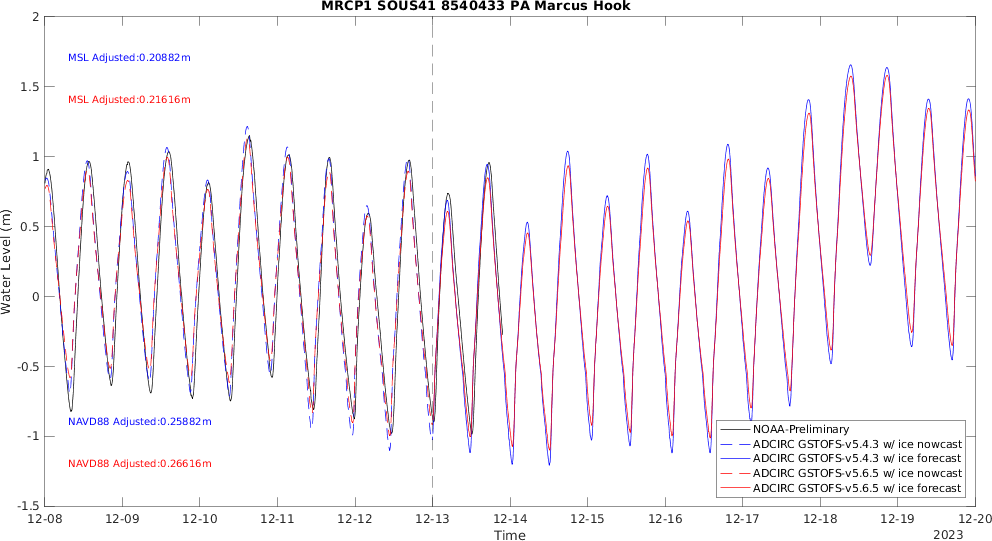 MRCP1 SOUS41 8540433 PA Marcus Hook
2
1.5
1
0.5
0
-0.5
-1
-1.5
Water Level (m)
MSL Adjusted:0.20882m
MSL Adjusted:0.21616m
NAVD88 Adjusted:0.25882m
NAVD88 Adjusted:0.26616m
NOAA-Preliminary
ADCIRC GSTOFS-v5.4.3 w/ ice nowcast
ADCIRC GSTOFS-v5.4.3 w/ ice forecast
ADCIRC GSTOFS-v5.6.5 w/ ice nowcast
ADCIRC GSTOFS-v5.6.5 w/ ice forecast
12-08 12-09 12-10 12-11 12-12 12-13 12-14 12-15 12-16 12-17 12-18 12-19 12-20
Time
2023